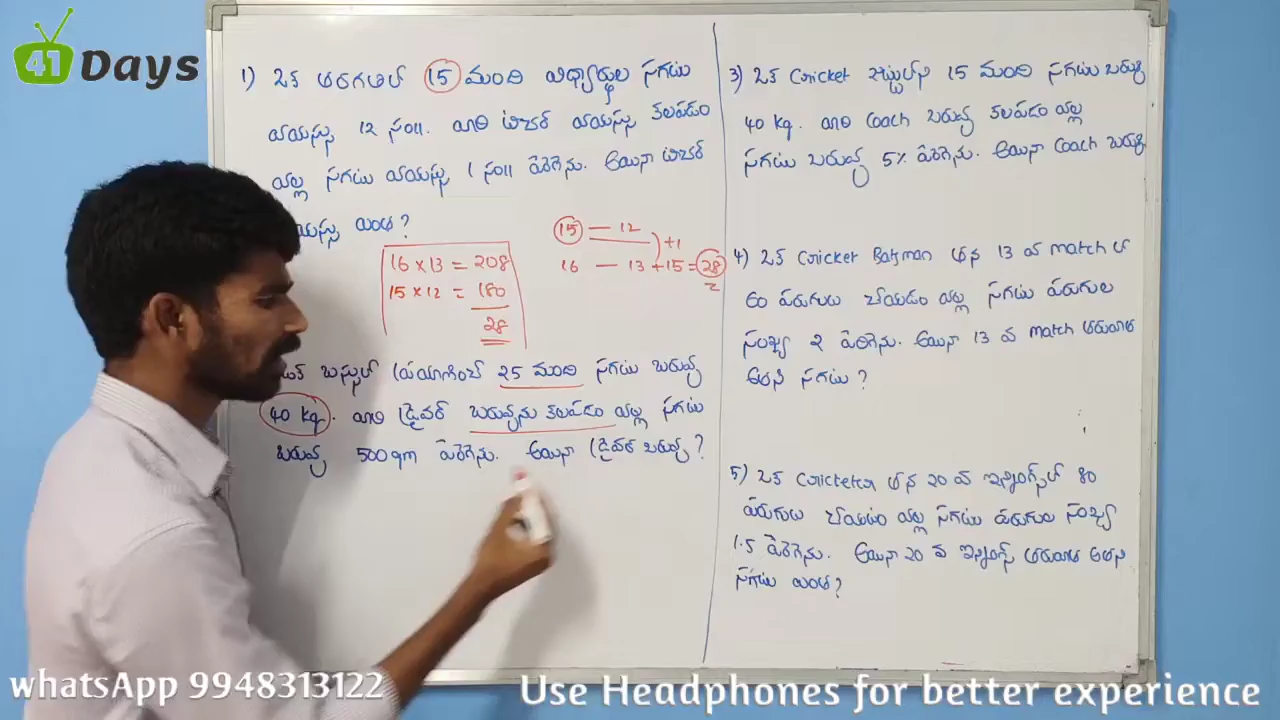 41 Days
1) ఒక తరగతిలో 15 మంది విద్యార్థుల సగటు
వయస్సు 12 సం॥. వారి టీచర్ వయస్సు కలపడం
వల్ల సగటు వయస్సు 1 సం॥ పెరిగెను. అయినా టీచర్
యస్సు ఎంత?
15 — 12
+1
16 — 13 +15 = 28
16 x 13 = 208
15 x 12 = 180
28
ఒక బస్సులో ప్రయాణించే 25 మంది సగటు బరువు
40 kg. వారి డ్రైవర్ బరువును కలపడం వల్ల సగటు
బరువు 500 gm పెరిగెను. అయినా డ్రైవర్ బరువు?
3) ఒక Cricket జట్టులోని 15 మంది సగటు బరువు
40 kg. వారి Coach బరువు కలపడం వల్ల
సగటు బరువు 5% పెరిగెను. అయినా Coach బరువు
4) ఒక Cricket Batsman తన 13 వ match లో
60 పరుగులు చేయడం వల్ల సగటు పరుగుల
సంఖ్య 2 పెరిగెను. అయినా 13 వ match తరువాత
అతని సగటు?
5) ఒక Cricketer తన 20 వ ఇన్నింగ్స్‌లో 80
పరుగులు చేయడం వల్ల సగటు పరుగుల సంఖ్య
1.5 పెరిగెను. అయినా 20 వ ఇన్నింగ్స్ తరువాత అతని
సగటు ఎంత?
whatsApp 9948313122
Use Headphones for better experience